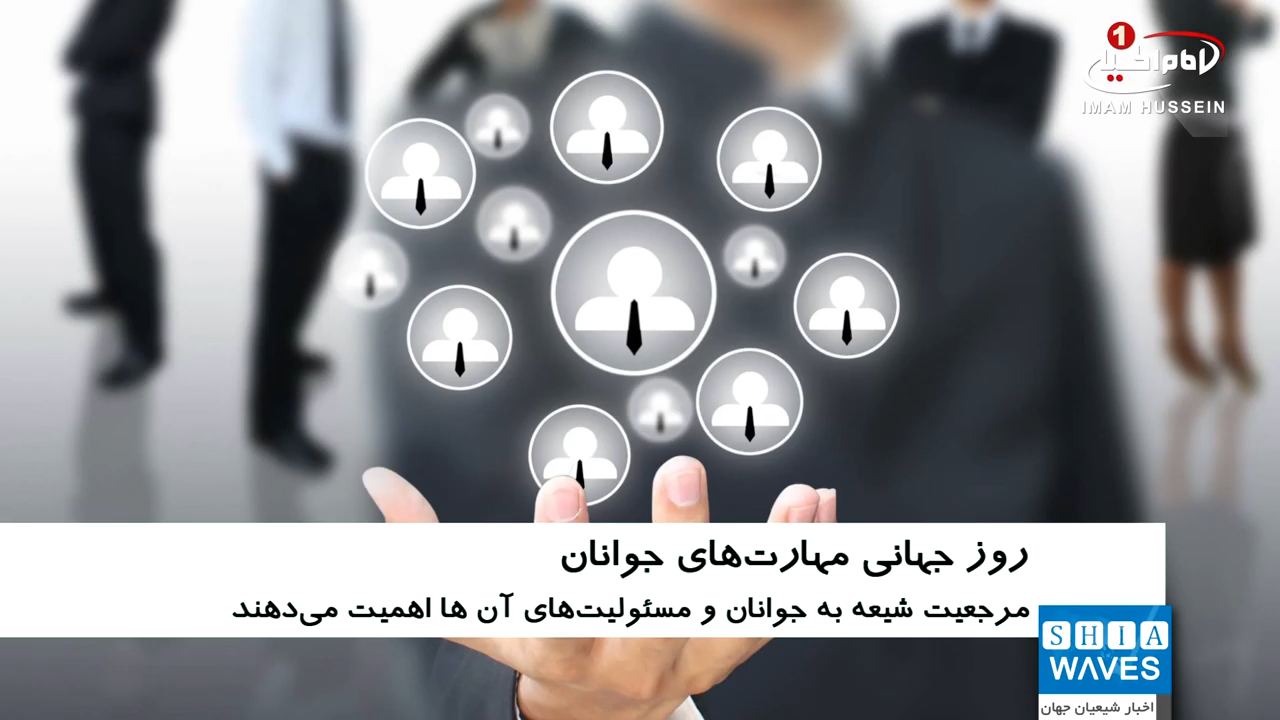 1
امام حسین
IMAM HUSSEIN
روز جهانی مهارت‌های جوانان
مرجعیت شیعه به جوانان و مسئولیت‌های آن ها اهمیت می‌دهند
SHIA
WAVES
اخبار شیعیان جهان